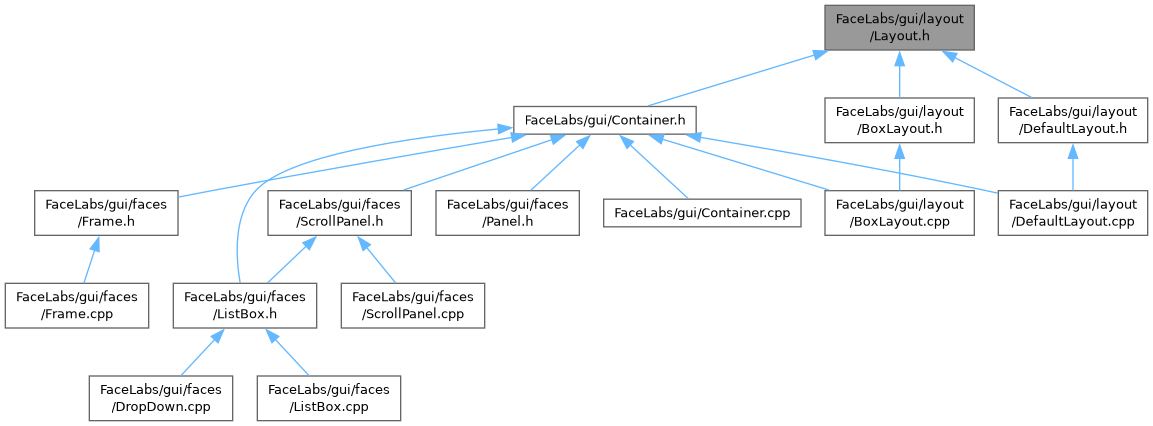 FaceLabs/gui/layout
/Layout.h
FaceLabs/gui/Container.h
FaceLabs/gui/layout
/BoxLayout.h
FaceLabs/gui/layout
/DefaultLayout.h
FaceLabs/gui/faces
/Frame.h
FaceLabs/gui/faces
/ScrollPanel.h
FaceLabs/gui/faces
/Panel.h
FaceLabs/gui/Container.cpp
FaceLabs/gui/layout
/BoxLayout.cpp
FaceLabs/gui/layout
/DefaultLayout.cpp
FaceLabs/gui/faces
/Frame.cpp
FaceLabs/gui/faces
/ListBox.h
FaceLabs/gui/faces
/ScrollPanel.cpp
FaceLabs/gui/faces
/DropDown.cpp
FaceLabs/gui/faces
/ListBox.cpp